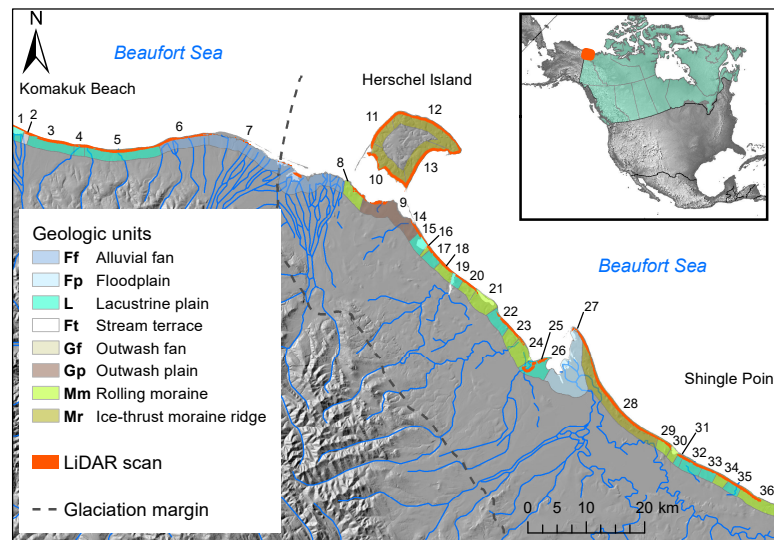 N
Beaufort Sea
Komakuk Beach
Herschel Island
1
2
3
4
5
6
7
8
9
10
11
12
13
14
15
16
17
18
19
20
21
22
23
24
25
26
27
28
29
30
31
32
33
34
35
36
Beaufort Sea
Shingle Poin
Geologic units
Ff Alluvial fan
Fp Floodplain
L Lacustrine plain
Ft Stream terrace
Gf Outwash fan
Gp Outwash plain
Mm Rolling moraine
Mr Ice-thrust moraine ridge
LiDAR scan
Glaciation margin
0 5 10 20 km